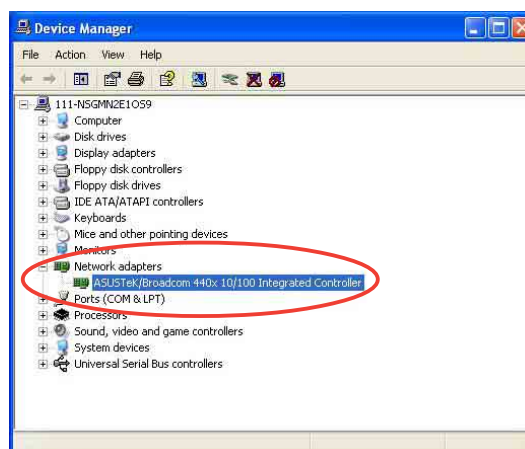 Device Manager
File Action View Help
111-NSGMN2E1OS9
Computer
Disk drives
Display adapters
Floppy disk controllers
Floppy disk drives
IDE ATA/ATAPI controllers
Keyboards
Mice and other pointing devices
Monitors
Network adapters
ASUSTeK/Broadcom 440x 10/100 Integrated Controller
Ports (COM & LPT)
Processors
Sound, video and game controllers
System devices
Universal Serial Bus controllers